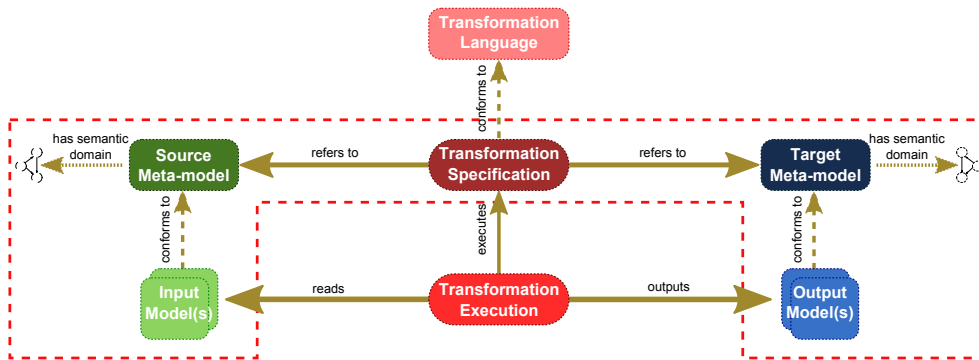 Transformation
Language
conforms to
has semantic
domain
Source
Meta-model
refers to
Transformation
Specification
refers to
Target
Meta-model
has semantic
domain
conforms to
executes
conforms to
Input
Model(s)
reads
Transformation
Execution
outputs
Output
Model(s)